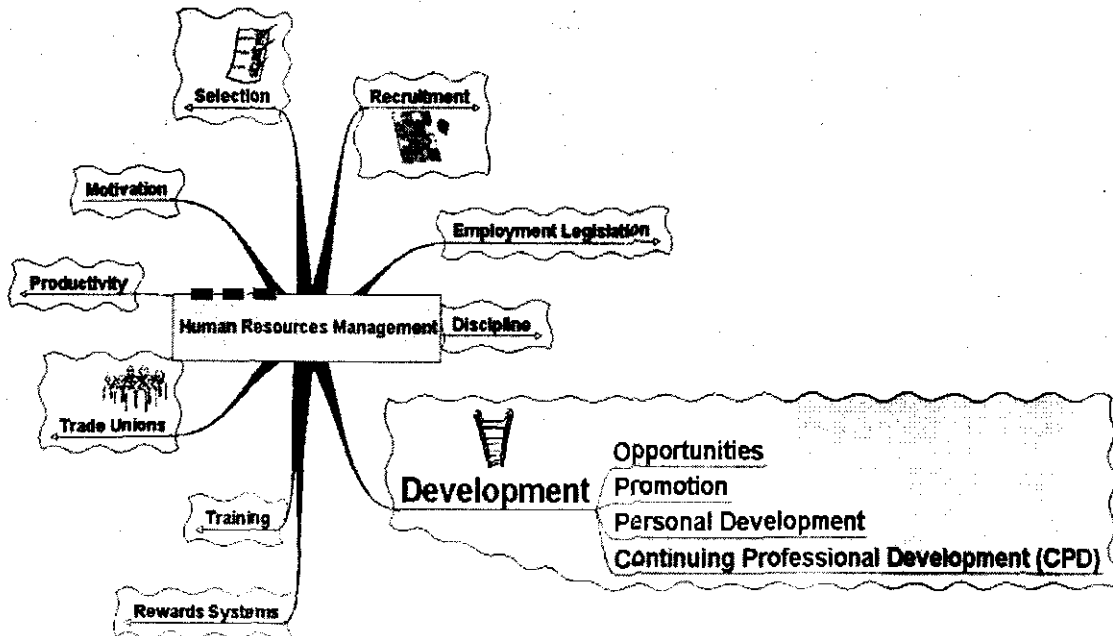 Selection
Recruitment
Motivation
Employment Legislation
Productivity
Human Resources Management
Discipline
Trade Unions
Development
Opportunities
Promotion
Personal Development
Continuing Professional Development (CPD)
Training
Rewards Systems